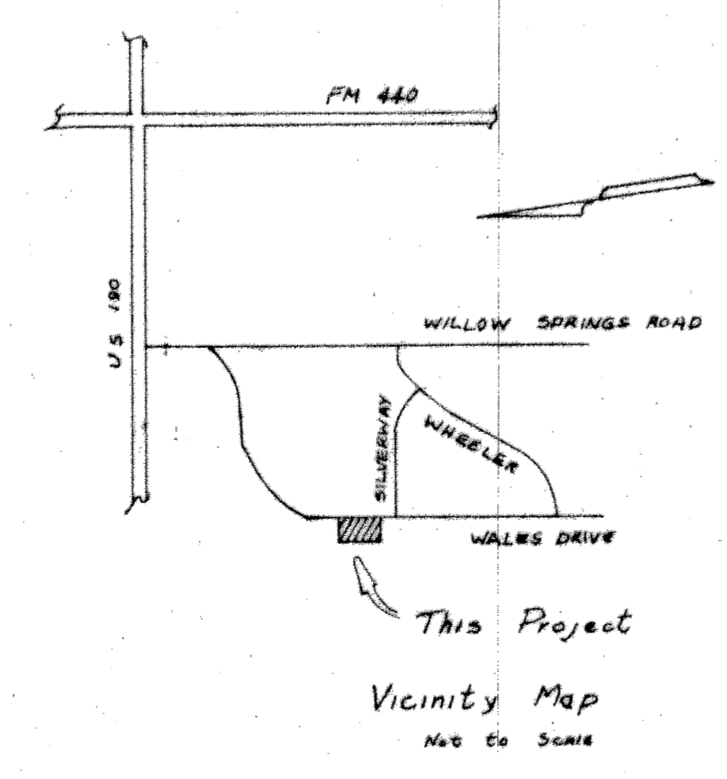 FM 440
US 190
WILLOW SPRINGS ROAD
SILVERWAY
WHEELER
WALES DRIVE
This Project
Vicinity Map
Not to Scale